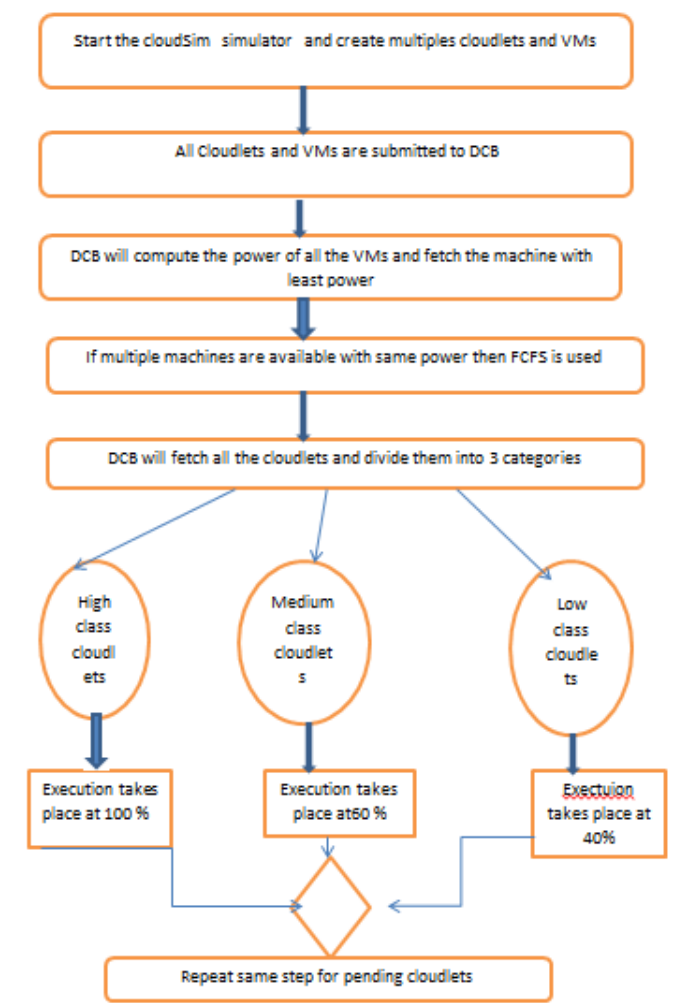 Start the cloudSim simulator and create multiples cloudlets and VMs
All Cloudlets and VMs are submitted to DCB
DCB will compute the power of all the VMs and fetch the machine with
least power
If multiple machines are available with same power then FCFS is used
DCB will fetch all the cloudlets and divide them into 3 categories
High
class
cloudl
ets
Medium
class
cloudlet
s
Low
class
cloudle
ts
Execution takes
place at 100 %
Execution takes
place at60 %
Exectuion
takes place at
40%
Repeat same step for pending cloudlets